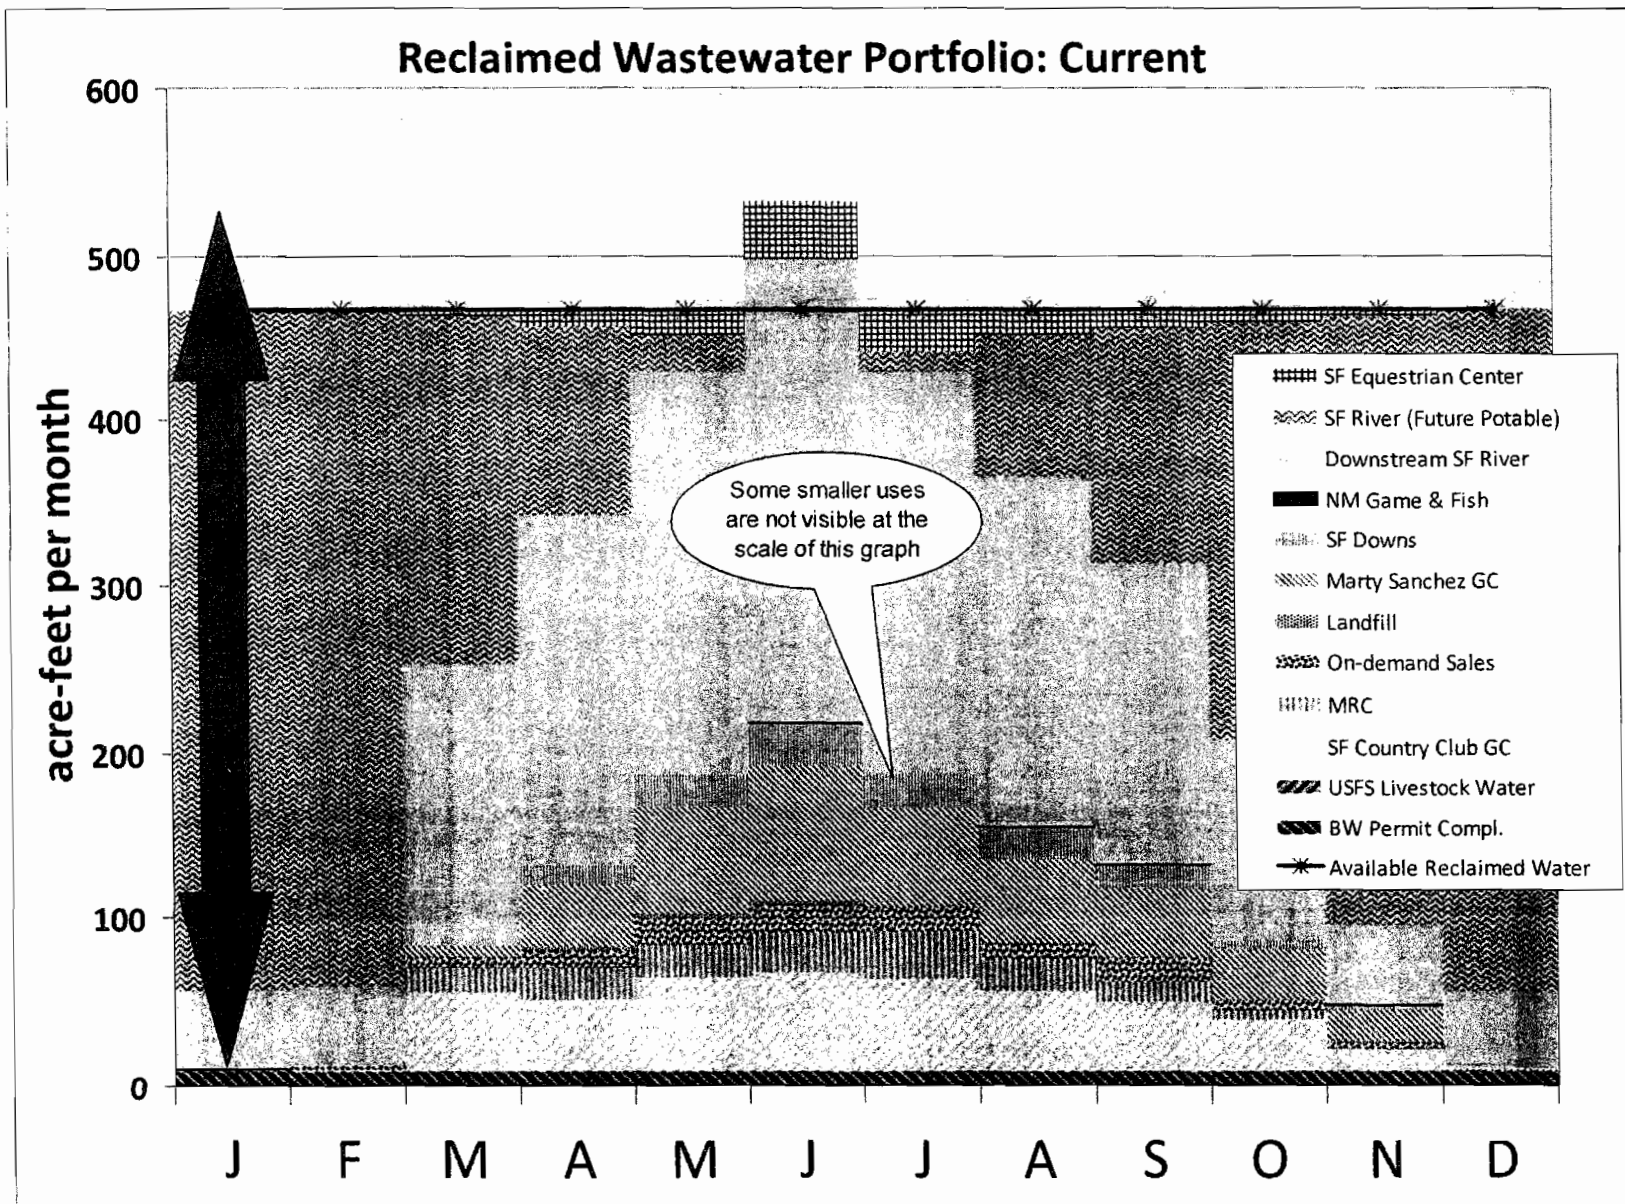 Reclaimed Wastewater Portfolio: Current
acre-feet per month
600
500
400
300
200
100
0
Some smaller uses
are not visible at the
scale of this graph
SF Equestrian Center
SF River (Future Potable)
Downstream SF River
NM Game & Fish
SF Downs
Marty Sanchez GC
Landfill
On-demand Sales
MRC
SF Country Club GC
USFS Livestock Water
BW Permit Compl.
Available Reclaimed Water
J F M A M J J A S O N D